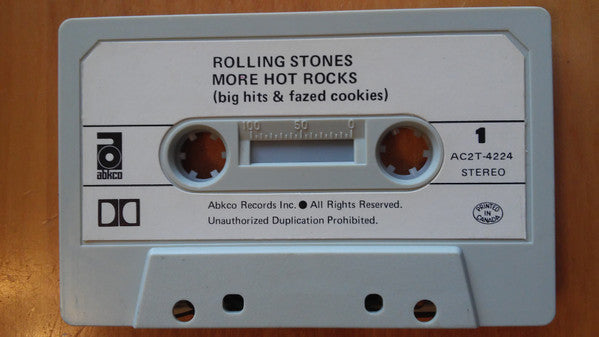 ROLLING STONES
MORE HOT ROCKS
(big hits & fazed cookies)
100 50 0
1
abkco
AC2T-4224
STEREO
Abkco Records Inc. ● All Rights Reserved.
Unauthorized Duplication Prohibited.
PRINTED
IN
CANADA